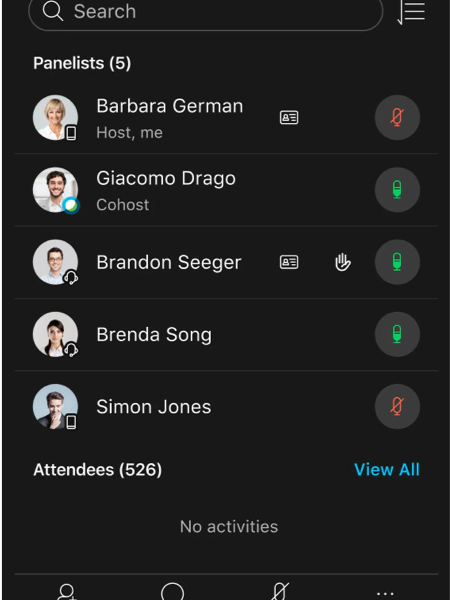 Search
Panelists (5)
Barbara German
Host, me
Giacomo Drago
Cohost
Brandon Seeger
Brenda Song
Simon Jones
Attendees (526)
View All
No activities